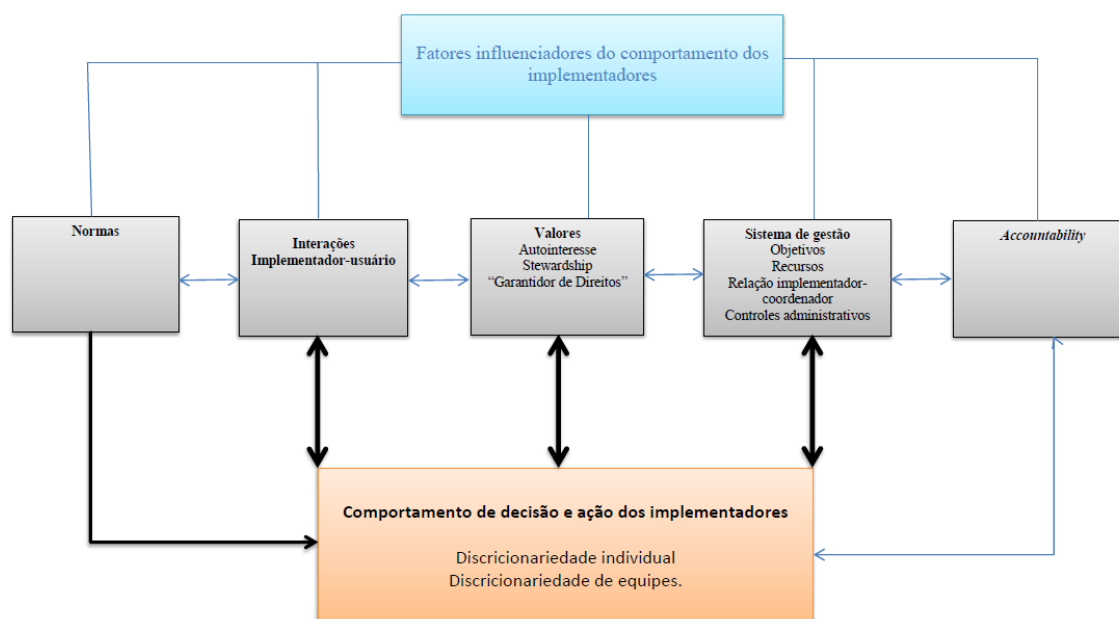 Fatores influenciadores do comportamento dos
implementadores
Normas
Interações
Implementador-usuário
Valores
Autointeresse
Stewardship
“Garantidor de Direitos”
Sistema de gestão
Objetivos
Recursos
Relação implementador-
coordenador
Controles administrativos
Accountability
Comportamento de decisão e ação dos implementadores
Discricionariedade individual
Discricionariedade de equipes.